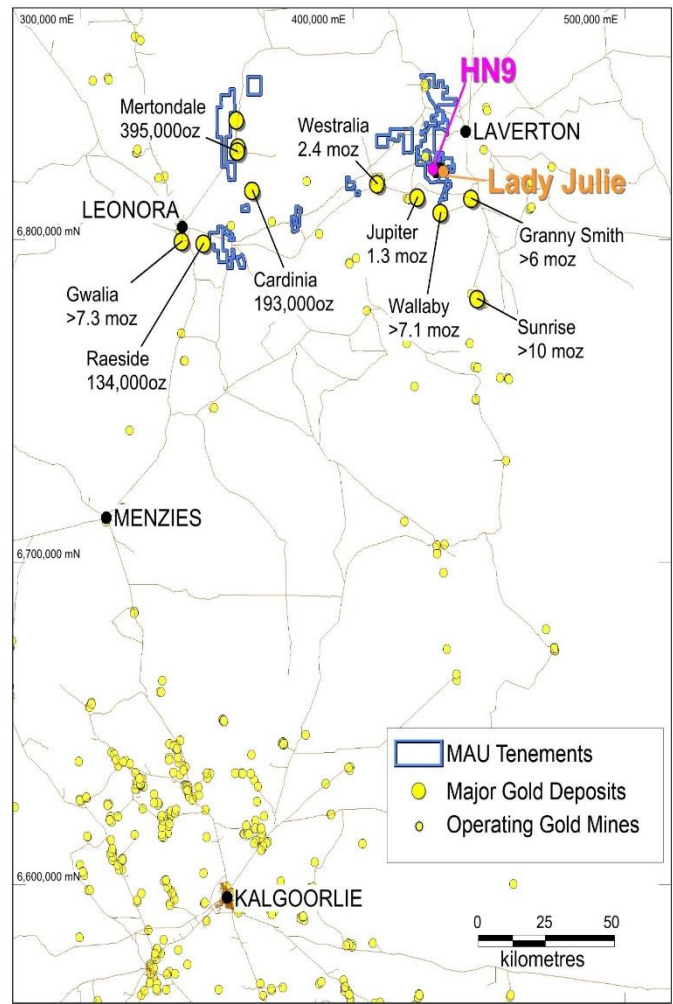 300,000 mE
400,000 mE
500,000 mE
HN9
Mertondale
395,000oz
Westralia
2.4 moz
LAVERTON
Lady Julie
LEONORA
6,800,000 mN
Jupiter
1.3 moz
Granny Smith
>6 moz
Gwalia
>7.3 moz
Cardinia
193,000oz
Wallaby
>7.1 moz
Sunrise
>10 moz
Raeside
134,000oz
MENZIES
6,700,000 mN
MAU Tenements
Major Gold Deposits
Operating Gold Mines
6,600,000 mN
KALGOORLIE
0 25 50
kilometres